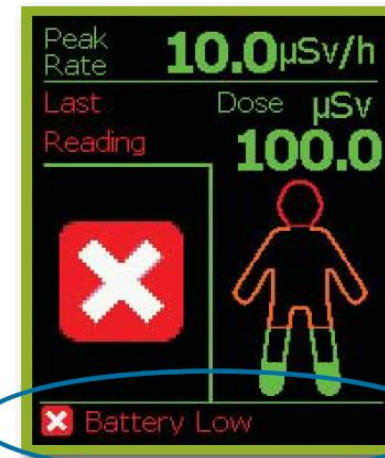 Peak Rate 10.0µSv/h
Last Reading
Dose µSv
100.0
Battery Low